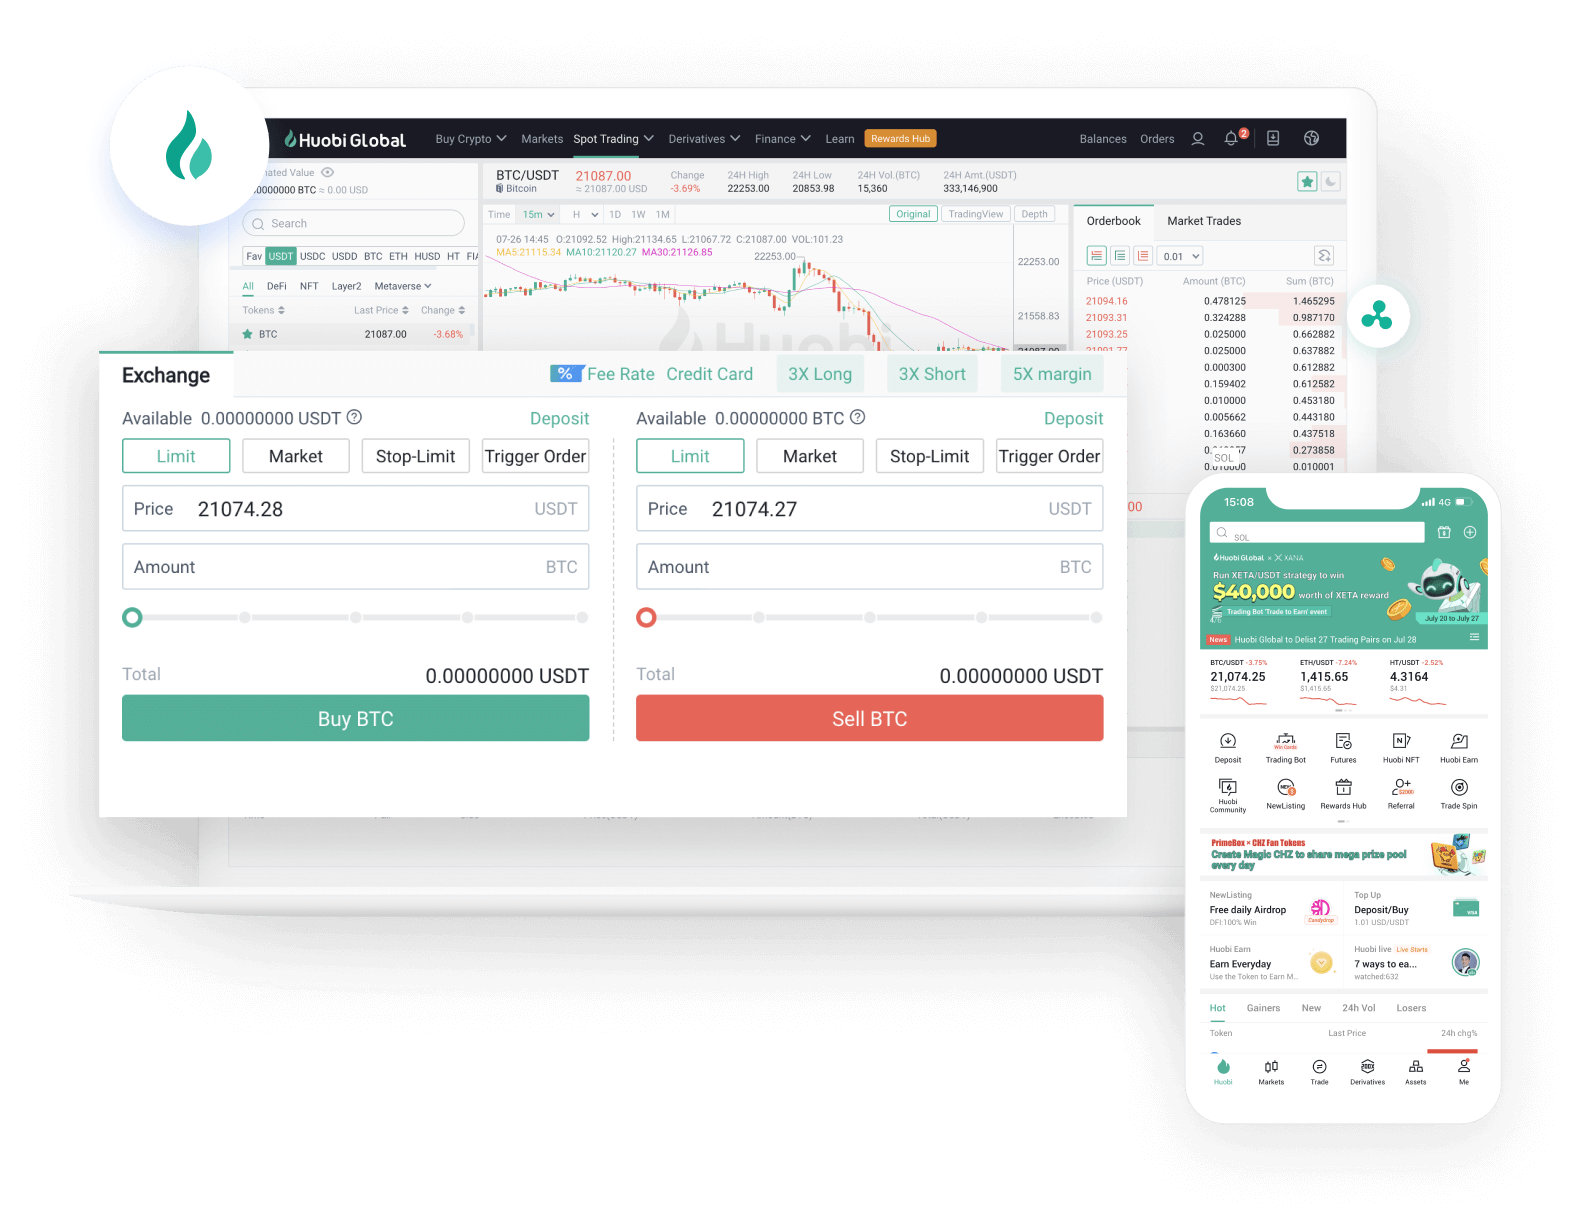 Huobi Global
Buy Crypto
Markets
Spot Trading
Derivatives
Finance
Learn
Rewards Hub
Balances
Orders
2
Value
BTC ≈ 0.00 USD
BTC/USDT
Bitcoin
21087.00
≈ 21087.00 USD
Change
-3.69%
24H High
22253.00
24H Low
20853.98
24H Vol.(BTC)
15,360
24H Amt.(USDT)
333,146,900
Search
Fav USDT USDC USDD BTC ETH HUSD HT
All DeFi NFT Layer2 Metaverse
Tokens Last Price Change
BTC 21087.00 -3.68%
Time 15m H 1D 1W 1M
Original TradingView Depth
07-26 14:45 O:21092.52 High:21134.65 L:21067.72 C:21087.00 VOL:101.23
MA5:21115.34 MA10:21120.27 MA30:21126.85
22253.00
22253.00
21558.83
21087.00
Huobi
Orderbook
Market Trades
0.01
Price (USDT) Amount (BTC) Sum (BTC)
21094.16 0.478125 1.465295
21093.31 0.324288 0.987170
21093.25 0.025000 0.662882
21091.77 0.025000 0.637882
0.000300 0.612882
0.159402 0.612582
0.010000 0.453180
0.005662 0.443180
0.163660 0.437518
0.273858
SOL
0.010000 0.010001
00
Exchange
% Fee Rate
Credit Card
3X Long
3X Short
5X margin
Available 0.00000000 USDT
Deposit
Limit
Market
Stop-Limit
Trigger Order
Price 21074.28 USDT
Amount BTC
Total 0.00000000 USDT
Buy BTC
Available 0.00000000 BTC
Deposit
Limit
Market
Stop-Limit
Trigger Order
Price 21074.27 USDT
Amount BTC
Total 0.00000000 USDT
Sell BTC
15:08
4G
SOL
Huobi Global × XANA
Run XETA/USDT strategy to win
$40,000 worth of XETA reward
Trading Bot 'Trade to Earn' event
4/6
July 20 to July 27
News Huobi Global to Delist 27 Trading Pairs on Jul 28
BTC/USDT -3.75%
21,074.25
$21,074.25
ETH/USDT -7.24%
1,415.65
$1,415.65
HT/USDT -2.52%
4.3164
$4.31
Deposit
Win Cards
Trading Bot
Futures
N
Huobi NFT
Huobi Earn
Huobi
Community
NEW
NewListing
Rewards Hub
$2000
Referral
Trade Spin
PrimeBox × CHZ Fan Tokens
Create Magic CHZ to share mega prize pool
every day
NewListing
Free daily Airdrop
DFI:100% Win
Candydrop
Top Up
Deposit/Buy
1.01 USD/USDT
VISA
Huobi Earn
Earn Everyday
Use the Token to Earn M...
Huobi live Live Starts
7 ways to ea...
watched:632
Hot Gainers New 24h Vol Losers
Token Last Price 24h chg%
200X
Huobi Markets Trade Derivatives Assets Me